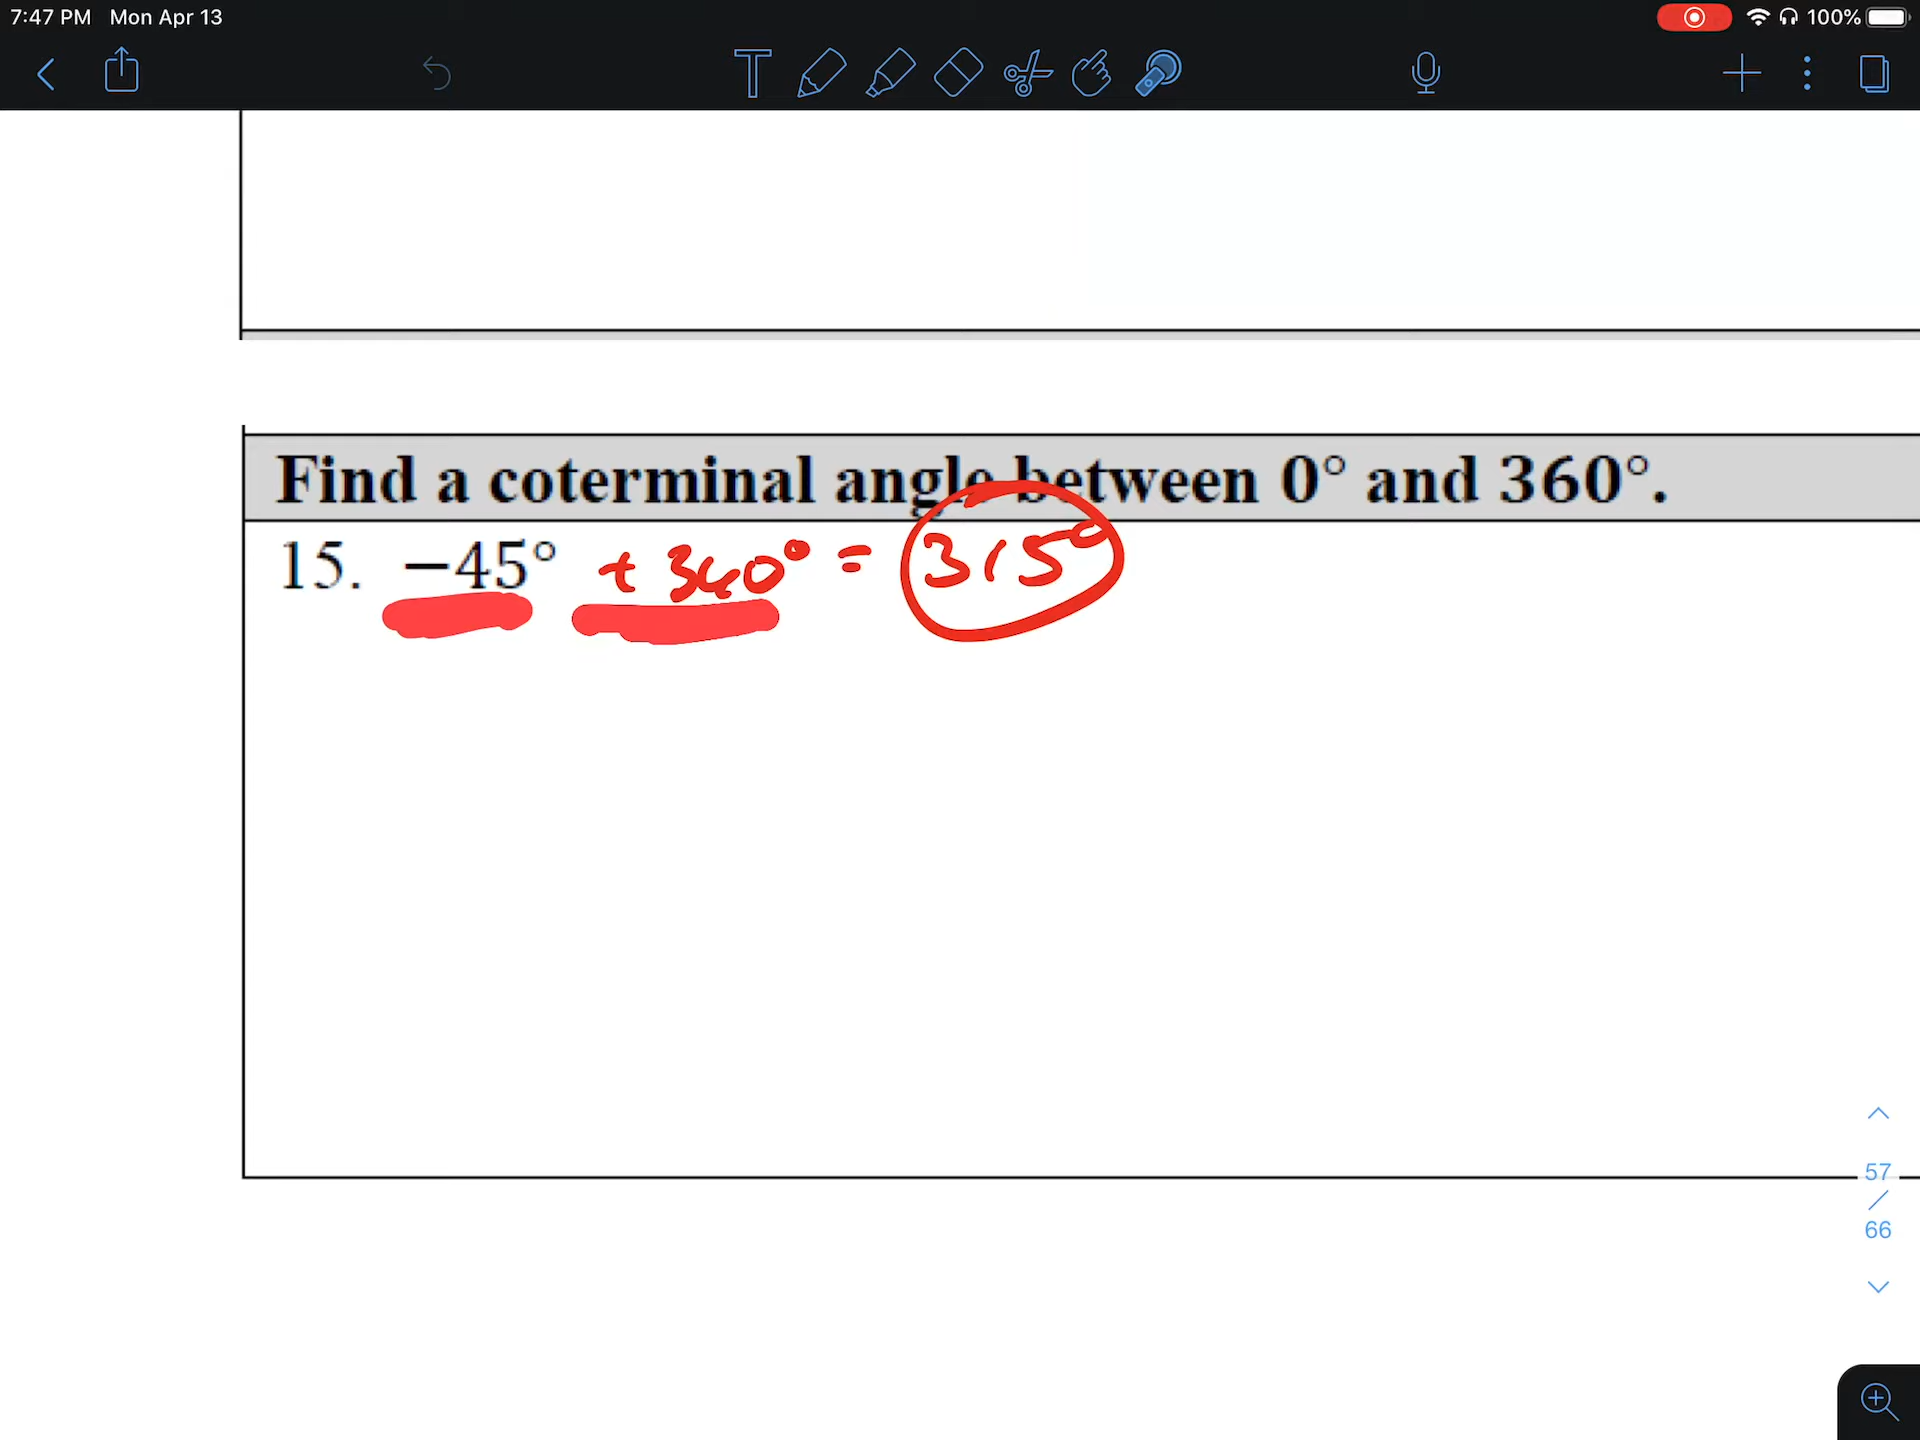 7:47 PM Mon Apr 13 100%
T
Find a coterminal angle between 0° and 360°.
15. −45° + 360° = 315°
57
/
66